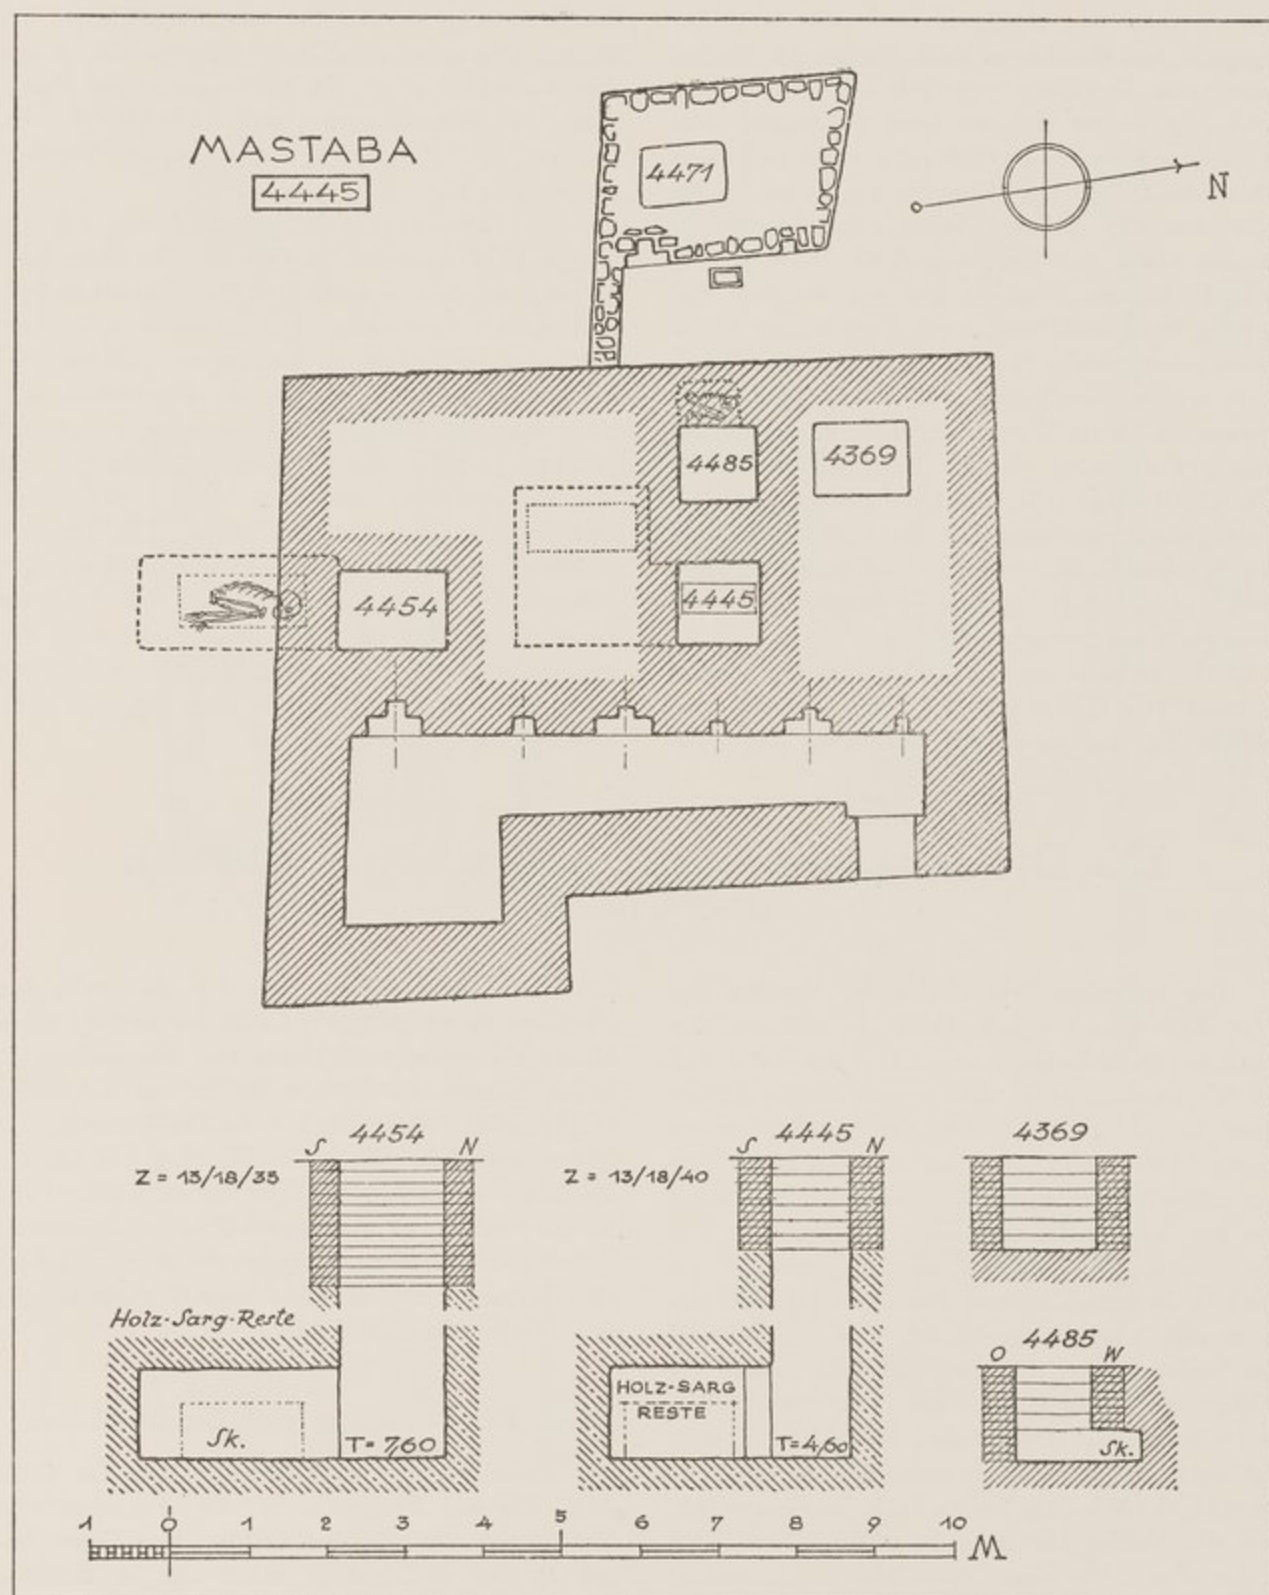 MASTABA
4445
4471
N
4485
4369
4454
4445
S 4454 N
Z = 13/18/35
S 4445 N
Z = 13/18/40
4369
Holz-Sarg-Reste
Sk.
T= 7,60
HOLZ-SARG
RESTE
T=4,60
4485
O W
Sk.
1 0 1 2 3 4 5 6 7 8 9 10 M